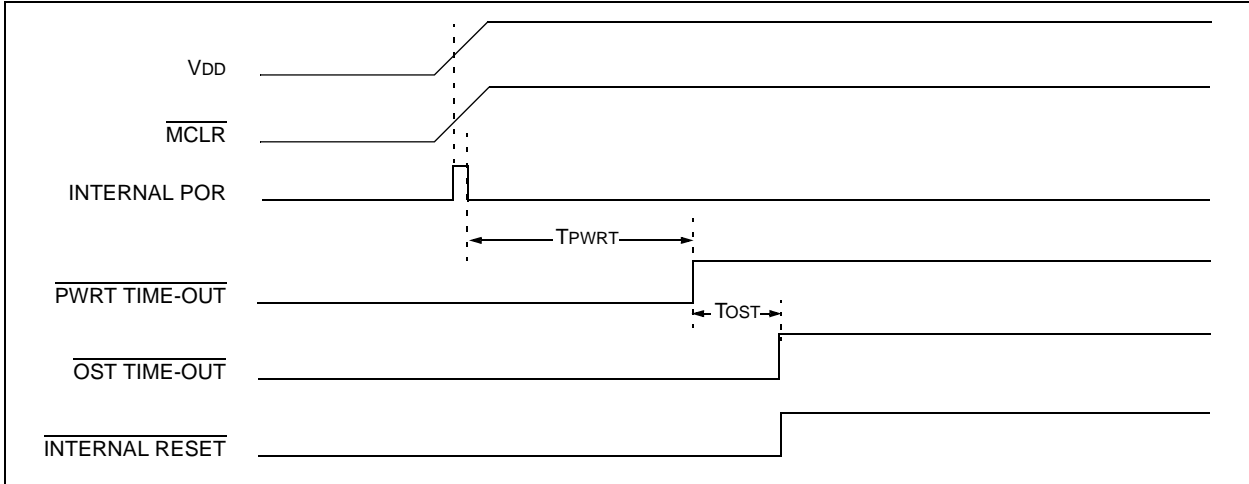 VDD
MCLR
INTERNAL POR
TPWRT
PWRT TIME-OUT
TOST
OST TIME-OUT
INTERNAL RESET